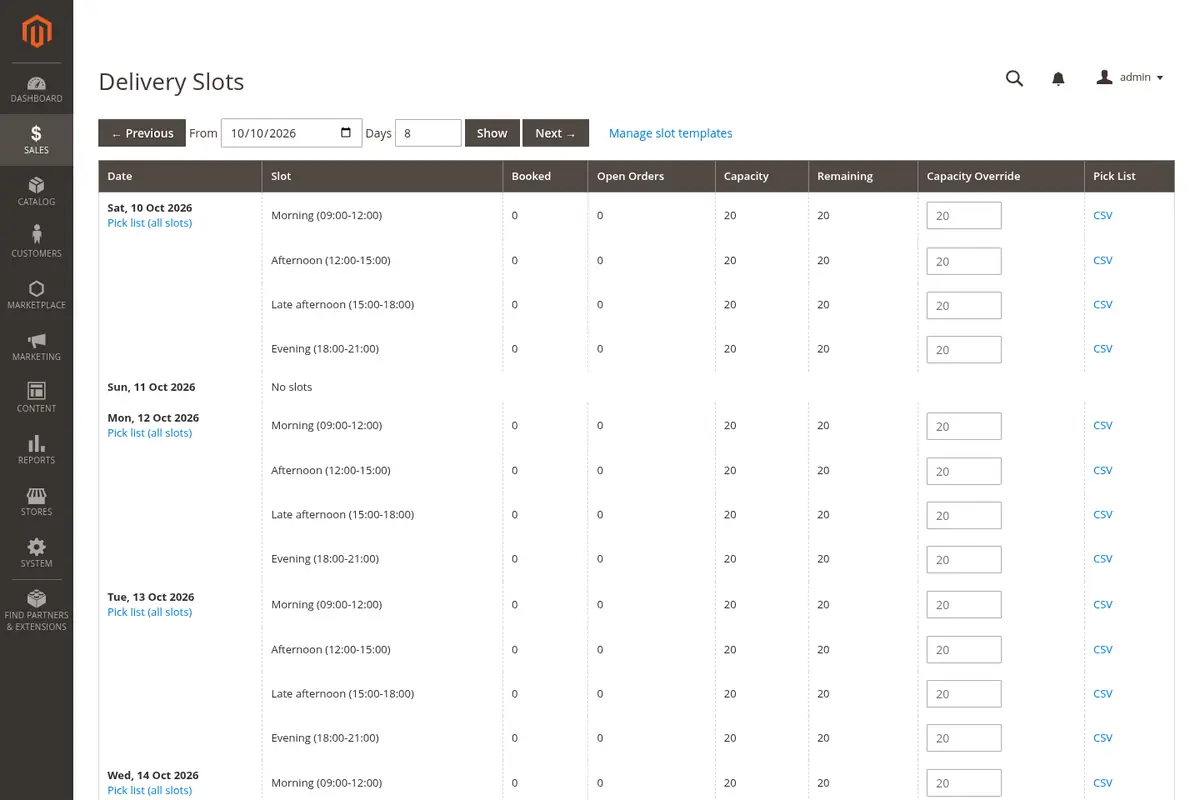 Delivery Slots
admin
← Previous From 10/10/2026 Days 8 Show Next → Manage slot templates
DASHBOARD
SALES
CATALOG
CUSTOMERS
MARKETPLACE
MARKETING
CONTENT
REPORTS
STORES
SYSTEM
FIND PARTNERS
& EXTENSIONS
Date Slot Booked Open Orders Capacity Remaining Capacity Override Pick List
Sat, 10 Oct 2026
Pick list (all slots)
Morning (09:00-12:00) 0 0 20 20 20 CSV
Afternoon (12:00-15:00) 0 0 20 20 20 CSV
Late afternoon (15:00-18:00) 0 0 20 20 20 CSV
Evening (18:00-21:00) 0 0 20 20 20 CSV
Sun, 11 Oct 2026 No slots
Mon, 12 Oct 2026
Pick list (all slots)
Morning (09:00-12:00) 0 0 20 20 20 CSV
Afternoon (12:00-15:00) 0 0 20 20 20 CSV
Late afternoon (15:00-18:00) 0 0 20 20 20 CSV
Evening (18:00-21:00) 0 0 20 20 20 CSV
Tue, 13 Oct 2026
Pick list (all slots)
Morning (09:00-12:00) 0 0 20 20 20 CSV
Afternoon (12:00-15:00) 0 0 20 20 20 CSV
Late afternoon (15:00-18:00) 0 0 20 20 20 CSV
Evening (18:00-21:00) 0 0 20 20 20 CSV
Wed, 14 Oct 2026
Pick list (all slots)
Morning (09:00-12:00) 0 0 20 20 20 CSV